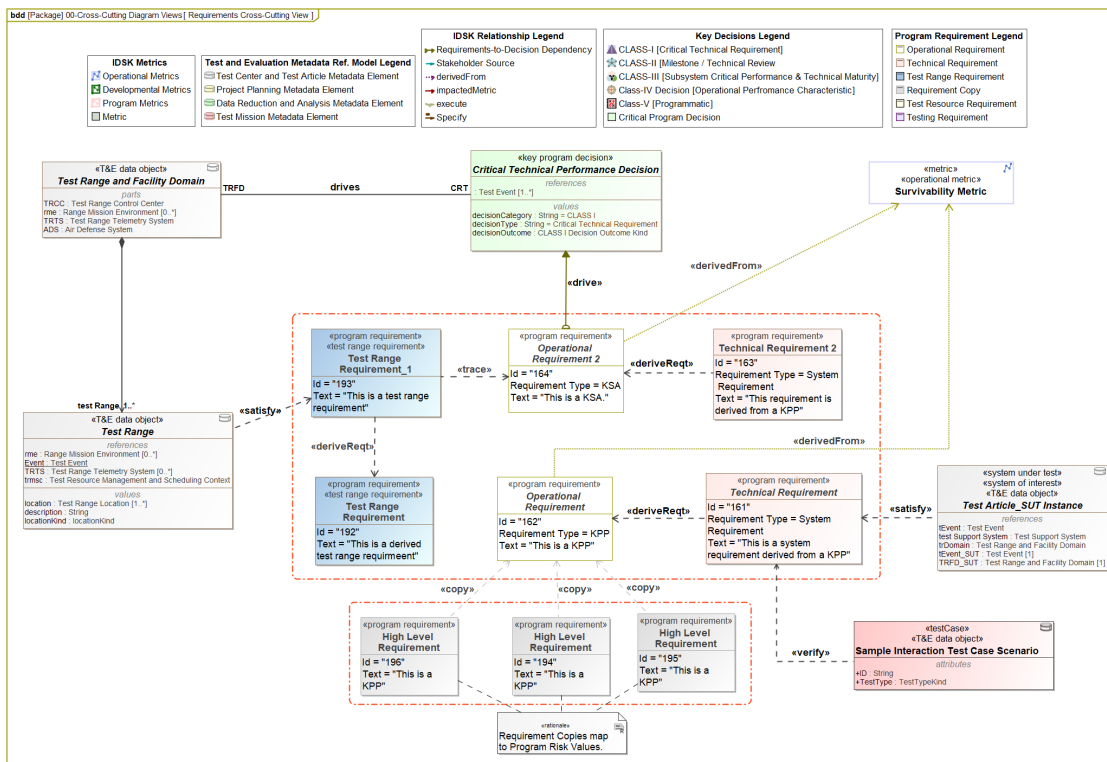 bdd [Package] 00-Cross-Cutting Diagram Views[ Requirements Cross-Cutting View ]
IDSK Metrics
Operational Metrics
Developmental Metrics
Program Metrics
Metric
Test and Evaluation Metadata Ref. Model Legend
Test Center and Test Article Metadata Element
Project Planning Metadata Element
Data Reduction and Analysis Metadata Element
Test Mission Metadata Element
IDSK Relationship Legend
Requirements-to-Decision Dependency
Stakeholder Source
derivedFrom
impactedMetric
execute
Specify
Key Decisions Legend
CLASS-I [Critical Technical Requirement]
CLASS-II [Milestone / Technical Review
CLASS-III [Subsystem Critical Performance & Technical Maturity]
Class-IV Decision [Operational Perfromance Characteristic]
Class-V [Programmatic]
Critical Program Decision
Program Requirement Legend
Operational Requirement
Technical Requirement
Test Range Requirement
Requirement Copy
Test Resource Requirement
Testing Requirement
«T&E data object»
Test Range and Facility Domain
parts
TRCC : Test Range Control Center
rme : Range Mission Environment [0..*]
TRTS : Test Range Telemetry System
ADS : Air Defense System
TRFD
drives
CRT
«key program decision»
Critical Technical Performance Decision
references
: Test Event [1..*]
values
decisionCategory : String = CLASS I
decisionType : String = Critical Technical Requirement
decisionOutcome : CLASS I Decision Outcome Kind
«metric»
«operational metric»
Survivability Metric
«derivedFrom»
«drive»
«program requirement»
«test range requirement»
Test Range
Requirement_1
Id = "193"
Text = "This is a test range
requirement"
«trace»
«program requirement»
Operational
Requirement 2
Id = "164"
Requirement Type = KSA
Text = "This is a KSA."
«deriveReqt»
«program requirement»
Technical Requirement 2
Id = "163"
Requirement Type = System
Requirement
Text = "This requirement is
derived from a KPP"
test Range 1..*
«satisfy»
«T&E data object»
Test Range
references
rme : Range Mission Environment [0..*]
Event : Test Event
TRTS : Test Range Telemetry System [0..*]
trmsc : Test Resource Management and Scheduling Context
values
location : Test Range Location [1..*]
description : String
locationKind : locationKind
«deriveReqt»
«derivedFrom»
«program requirement»
«test range requirement»
Test Range
Requirement
Id = "192"
Text = "This is a derived
test range requirmeent"
«program requirement»
Operational
Requirement
Id = "162"
Requirement Type = KPP
Text = "This is a KPP"
«deriveReqt»
«program requirement»
Technical Requirement
Id = "161"
Requirement Type = System
Requirement
Text = "This is a system
requirement derived from a KPP"
«satisfy»
«system under test»
«system of interest»
«T&E data object»
Test Article_SUT Instance
references
tEvent : Test Event
test Support System : Test Support System
trDomain : Test Range and Facility Domain
tEvent_SUT : Test Event [1]
TRFD_SUT : Test Range and Facility Domain [1]
«copy»
«copy»
«copy»
«program requirement»
High Level
Requirement
Id = "196"
Text = "This is a
KPP"
«program requirement»
High Level
Requirement
Id = "194"
Text = "This is a
KPP"
«program requirement»
High Level
Requirement
Id = "195"
Text = "This is a
KPP"
«verify»
«testCase»
«T&E data object»
Sample Interaction Test Case Scenario
attributes
+ID : String
+TestType : TestTypeKind
«rationale»
Requirement Copies map
to Program Risk Values.